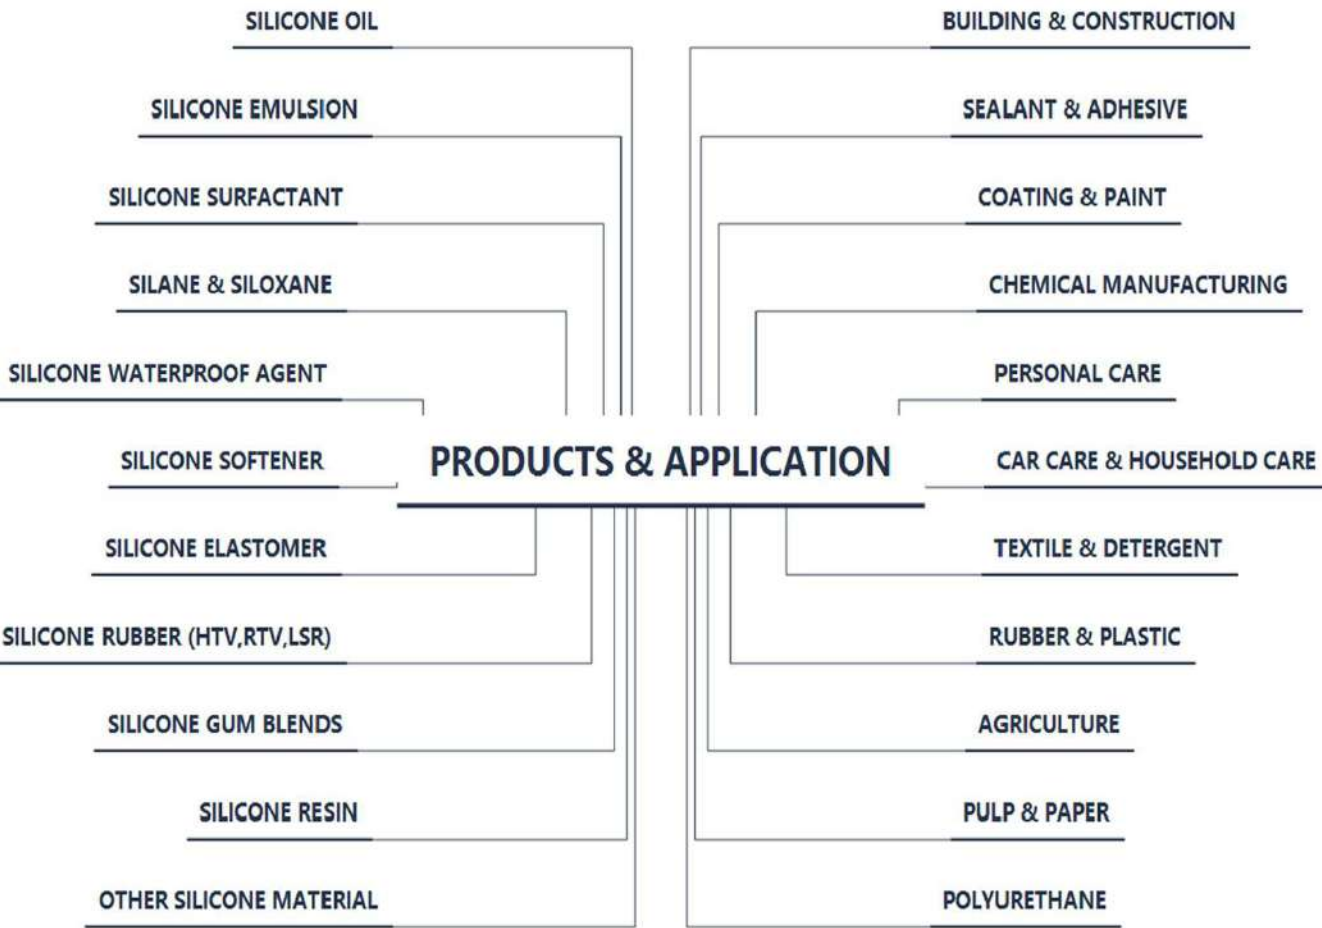 SILICONE OIL
SILICONE EMULSION
SILICONE SURFACTANT
SILANE & SILOXANE
SILICONE WATERPROOF AGENT
SILICONE SOFTENER
SILICONE ELASTOMER
SILICONE RUBBER (HTV,RTV,LSR)
SILICONE GUM BLENDS
SILICONE RESIN
OTHER SILICONE MATERIAL
PRODUCTS & APPLICATION
BUILDING & CONSTRUCTION
SEALANT & ADHESIVE
COATING & PAINT
CHEMICAL MANUFACTURING
PERSONAL CARE
CAR CARE & HOUSEHOLD CARE
TEXTILE & DETERGENT
RUBBER & PLASTIC
AGRICULTURE
PULP & PAPER
POLYURETHANE